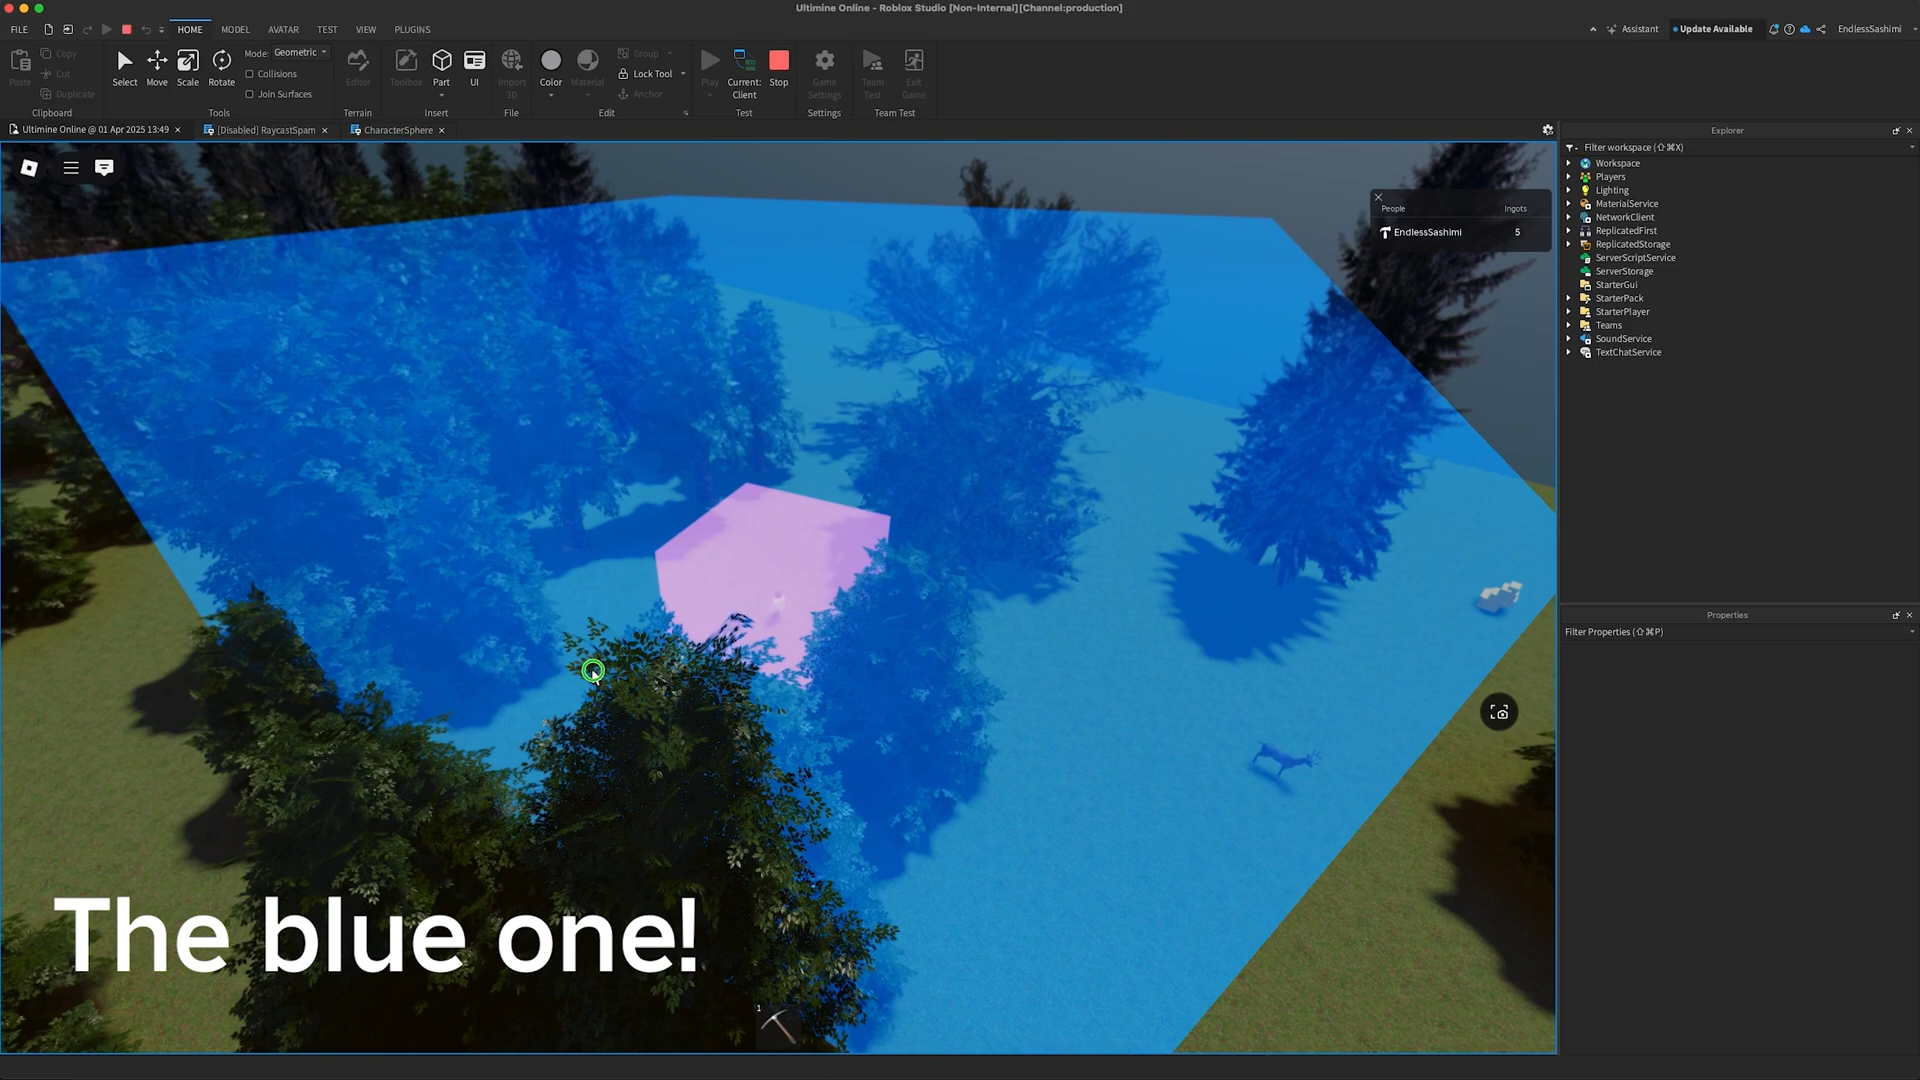 Ultimine Online - Roblox Studio [Non-Internal][Channel:production]
FILE
HOME
MODEL
AVATAR
TEST
VIEW
PLUGINS
Assistant
Update Available
EndlessSashimi
Paste
Copy
Cut
Duplicate
Clipboard
Select
Move
Scale
Rotate
Mode: Geometric
Collisions
Join Surfaces
Tools
Editor
Terrain
Toolbox
Part
UI
Insert
Import 3D
File
Color
Material
Group
Lock Tool
Anchor
Edit
Play
Current: Client
Stop
Test
Game Settings
Settings
Team Test
Exit Game
Team Test
Ultimine Online @ 01 Apr 2025 13:49
[Disabled] RaycastSpam
CharacterSphere
People Ingots
EndlessSashimi 5
The blue one!
1
Explorer
Filter workspace (⇧⌘X)
Workspace
Players
Lighting
MaterialService
NetworkClient
ReplicatedFirst
ReplicatedStorage
ServerScriptService
ServerStorage
StarterGui
StarterPack
StarterPlayer
Teams
SoundService
TextChatService
Properties
Filter Properties (⇧⌘P)